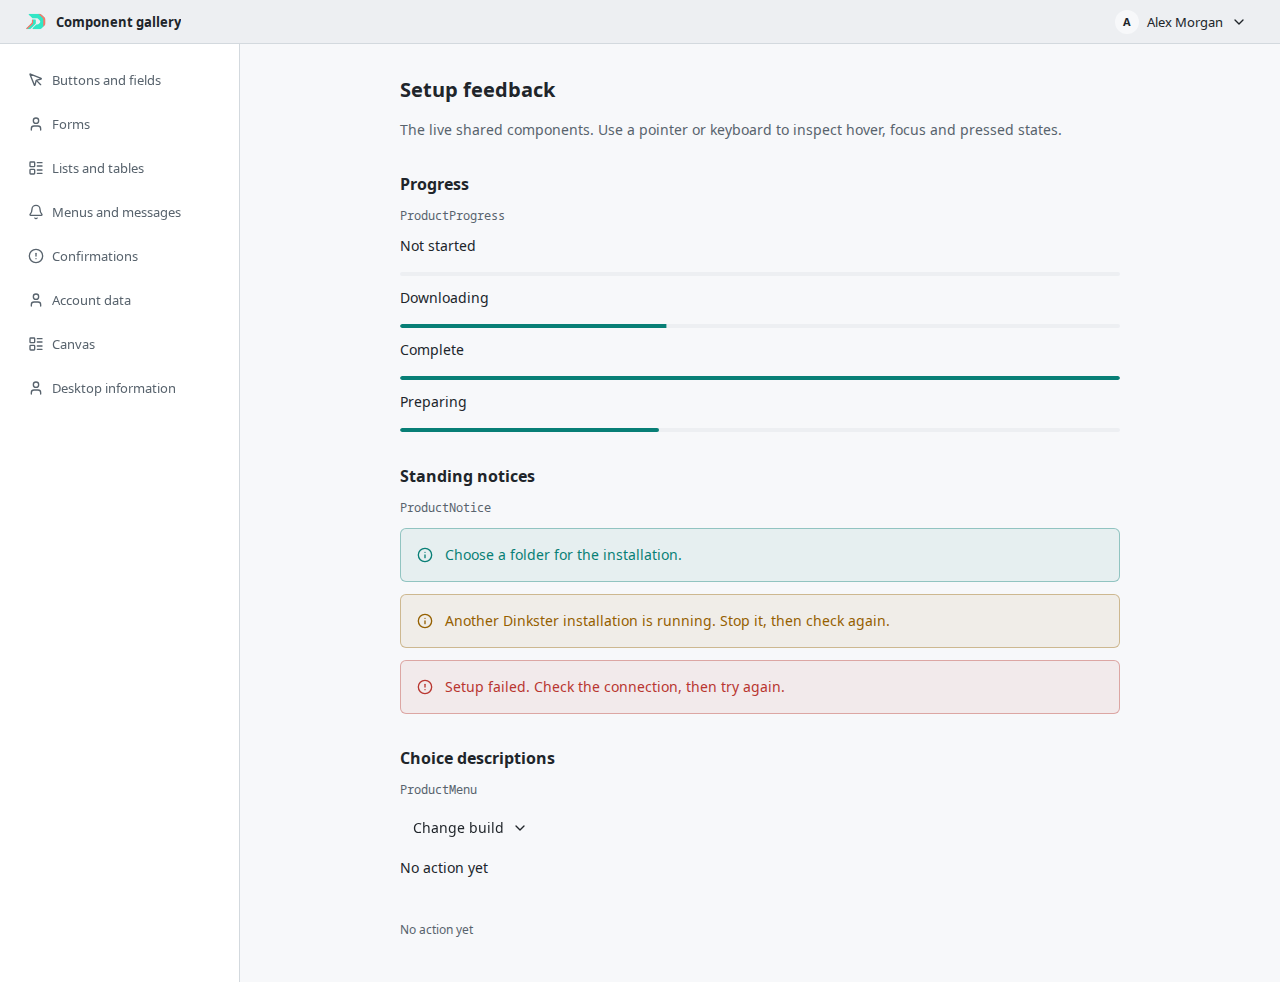 Component gallery
A
Alex Morgan
Buttons and fields
Forms
Lists and tables
Menus and messages
Confirmations
Account data
Canvas
Desktop information
Setup feedback
The live shared components. Use a pointer or keyboard to inspect hover, focus and pressed states.
Progress
ProductProgress
Not started
Downloading
Complete
Preparing
Standing notices
ProductNotice
Choose a folder for the installation.
Another Dinkster installation is running. Stop it, then check again.
Setup failed. Check the connection, then try again.
Choice descriptions
ProductMenu
Change build
No action yet
No action yet